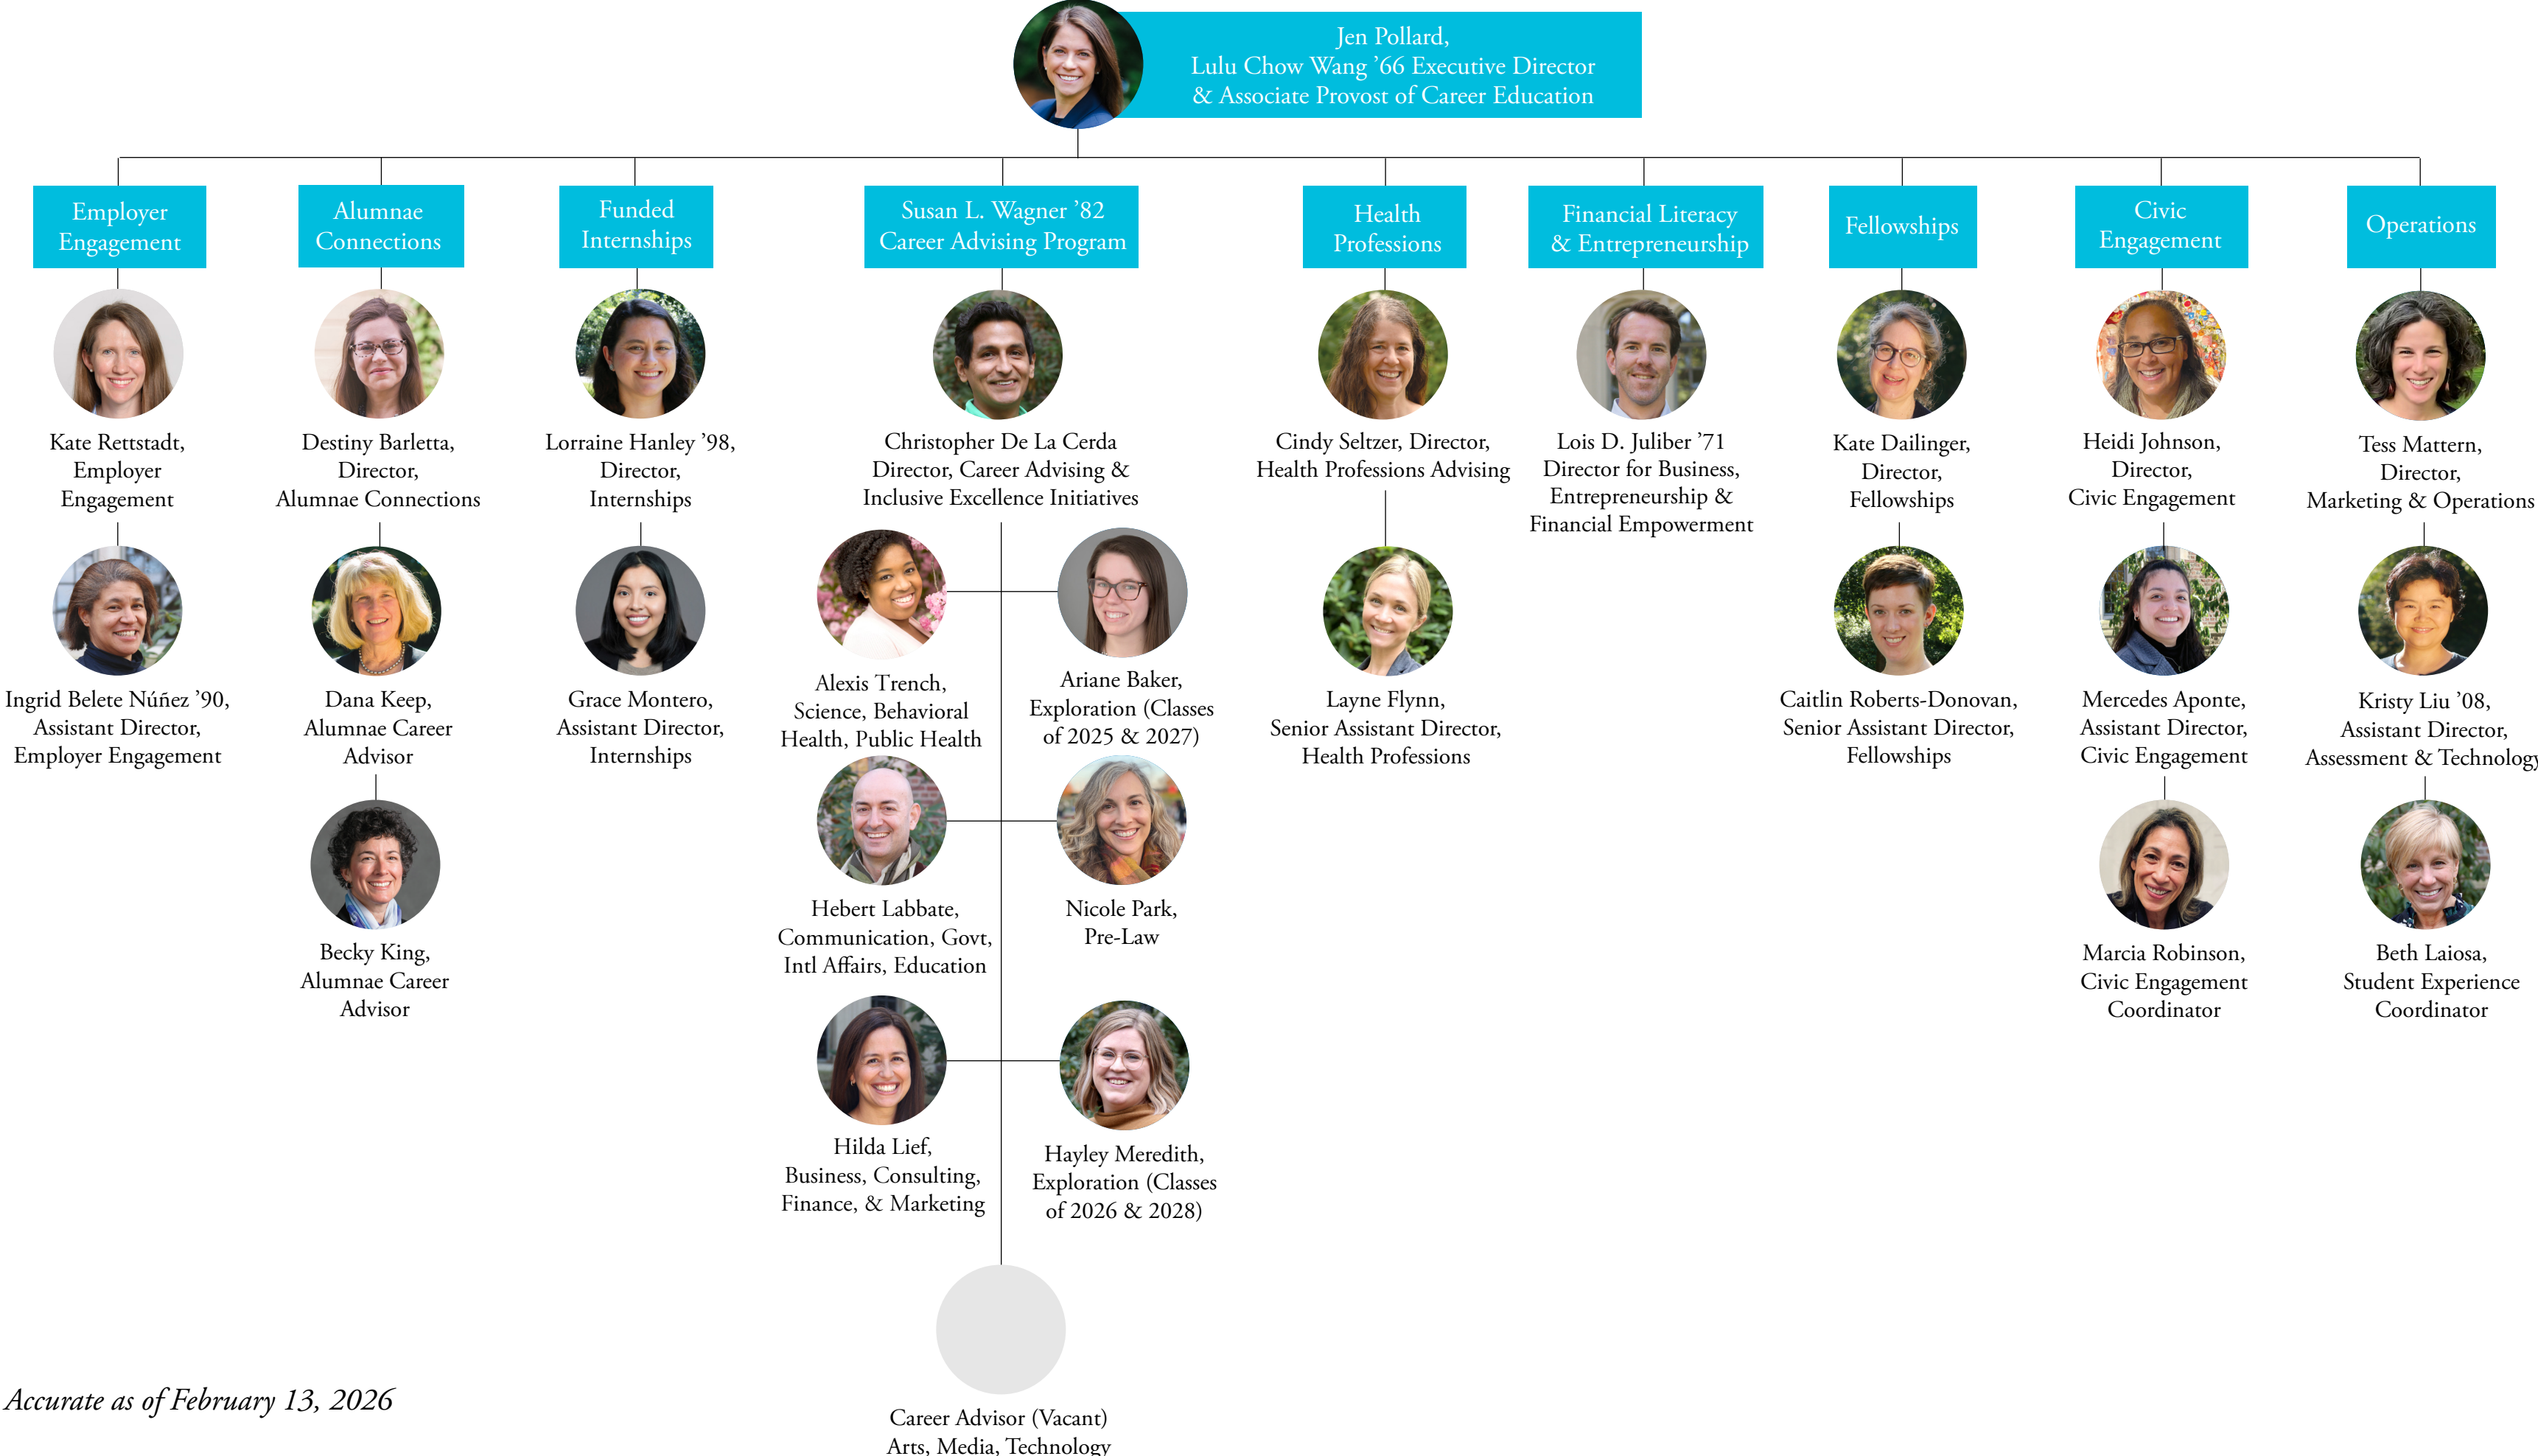 Jen Pollard,
Lulu Chow Wang ’66 Executive Director
& Associate Provost of Career Education
Employer
Engagement
Kate Rettstadt,
Employer
Engagement
Ingrid Belete Núñez ’90,
Assistant Director,
Employer Engagement
Alumnae
Connections
Destiny Barletta,
Director,
Alumnae Connections
Dana Keep,
Alumnae Career
Advisor
Becky King,
Alumnae Career
Advisor
Funded
Internships
Lorraine Hanley ’98,
Director,
Internships
Grace Montero,
Assistant Director,
Internships
Susan L. Wagner ’82
Career Advising Program
Christopher De La Cerda
Director, Career Advising &
Inclusive Excellence Initiatives
Alexis Trench,
Science, Behavioral
Health, Public Health
Ariane Baker,
Exploration (Classes
of 2025 & 2027)
Hebert Labbate,
Communication, Govt,
Intl Affairs, Education
Nicole Park,
Pre-Law
Hilda Lief,
Business, Consulting,
Finance, & Marketing
Hayley Meredith,
Exploration (Classes
of 2026 & 2028)
Career Advisor (Vacant)
Arts, Media, Technology
Health
Professions
Cindy Seltzer, Director,
Health Professions Advising
Layne Flynn,
Senior Assistant Director,
Health Professions
Financial Literacy
& Entrepreneurship
Lois D. Juliber ’71
Director for Business,
Entrepreneurship &
Financial Empowerment
Fellowships
Kate Dailinger,
Director,
Fellowships
Caitlin Roberts-Donovan,
Senior Assistant Director,
Fellowships
Civic
Engagement
Heidi Johnson,
Director,
Civic Engagement
Mercedes Aponte,
Assistant Director,
Civic Engagement
Marcia Robinson,
Civic Engagement
Coordinator
Operations
Tess Mattern,
Director,
Marketing & Operations
Kristy Liu ’08,
Assistant Director,
Assessment & Technology
Beth Laiosa,
Student Experience
Coordinator
Accurate as of February 13, 2026